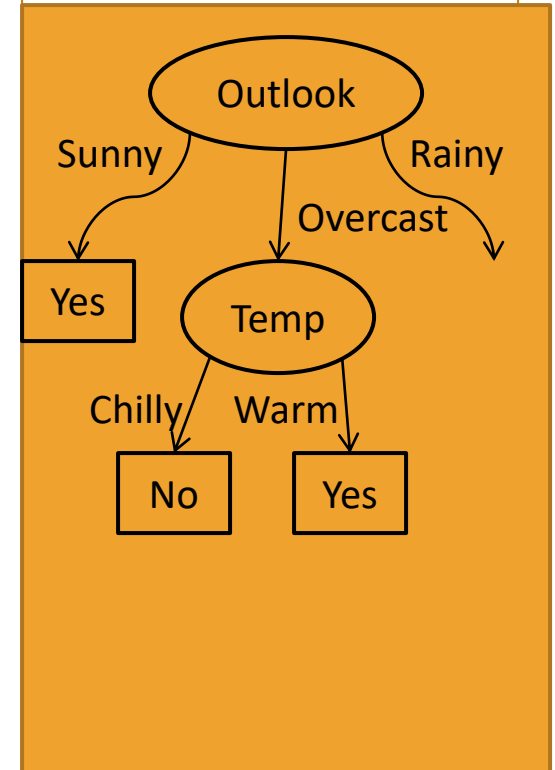 Outlook
Sunny
Rainy
Overcast
Yes
Temp
Chilly
Warm
No
Yes